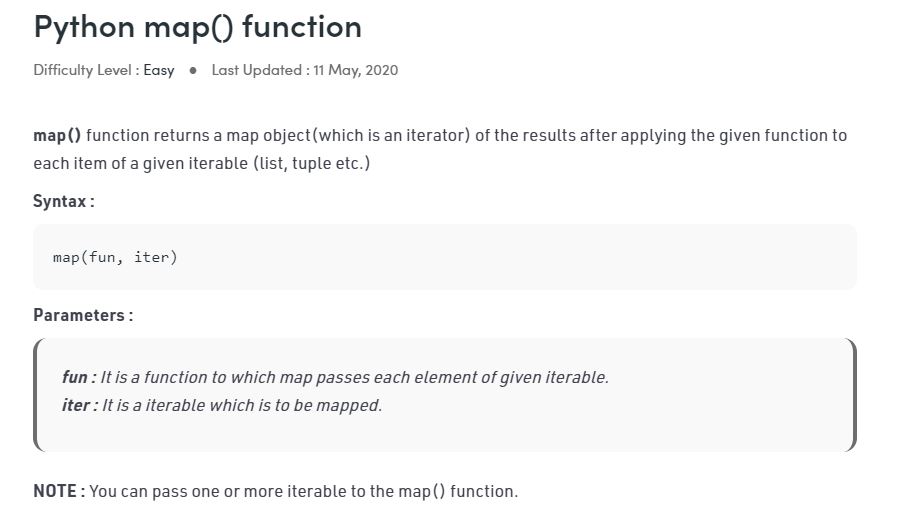 Python map() function
Difficulty Level : Easy ● Last Updated : 11 May, 2020
map() function returns a map object(which is an iterator) of the results after applying the given function to
each item of a given iterable (list, tuple etc.)
Syntax :
map(fun, iter)
Parameters :
fun : It is a function to which map passes each element of given iterable.
iter : It is a iterable which is to be mapped.
NOTE : You can pass one or more iterable to the map() function.